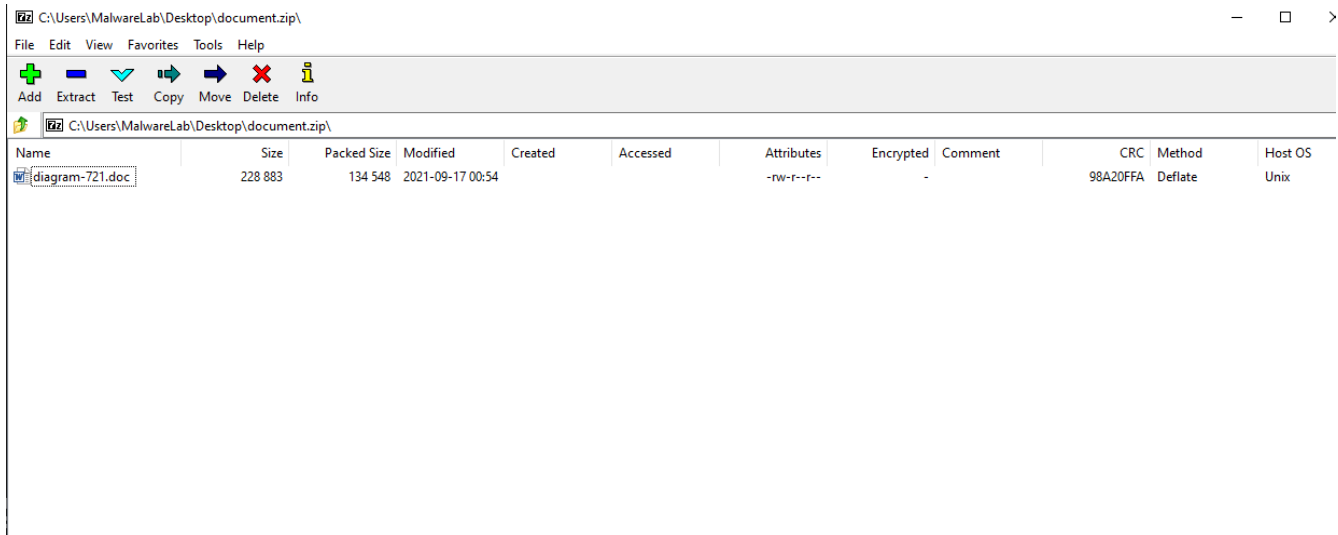 C:\Users\MalwareLab\Desktop\document.zip\
File Edit View Favorites Tools Help
Add Extract Test Copy Move Delete Info
C:\Users\MalwareLab\Desktop\document.zip\
Name Size Packed Size Modified Created Accessed Attributes Encrypted Comment CRC Method Host OS
diagram-721.doc 228 883 134 548 2021-09-17 00:54 -rw-r--r-- - 98A20FFA Deflate Unix